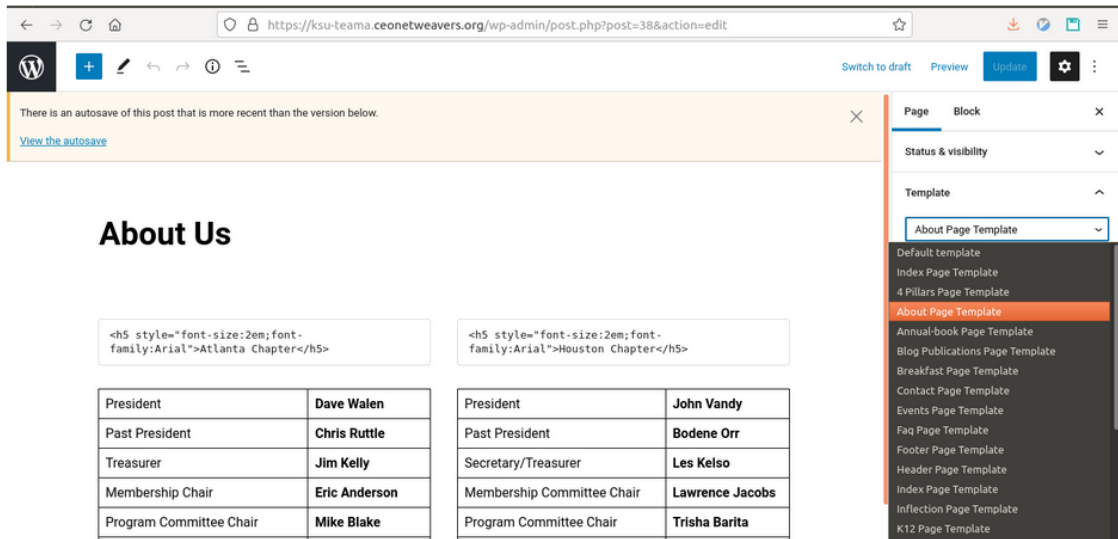 https://ksu-teama.ceonetweavers.org/wp-admin/post.php?post=38&action=edit
Switch to draft Preview Update
There is an autosave of this post that is more recent than the version below.
View the autosave
Page Block
Status & visibility
Template
About Page Template
Default template
Index Page Template
4 Pillars Page Template
About Page Template
Annual-book Page Template
Blog Publications Page Template
Breakfast Page Template
Contact Page Template
Events Page Template
Faq Page Template
Footer Page Template
Header Page Template
Index Page Template
Inflection Page Template
K12 Page Template
About Us
<h5 style="font-size:2em;font-
family:Arial">Atlanta Chapter</h5>
<h5 style="font-size:2em;font-
family:Arial">Houston Chapter</h5>
President Dave Walen
Past President Chris Ruttle
Treasurer Jim Kelly
Membership Chair Eric Anderson
Program Committee Chair Mike Blake
President John Vandy
Past President Bodene Orr
Secretary/Treasurer Les Kelso
Membership Committee Chair Lawrence Jacobs
Program Committee Chair Trisha Barita